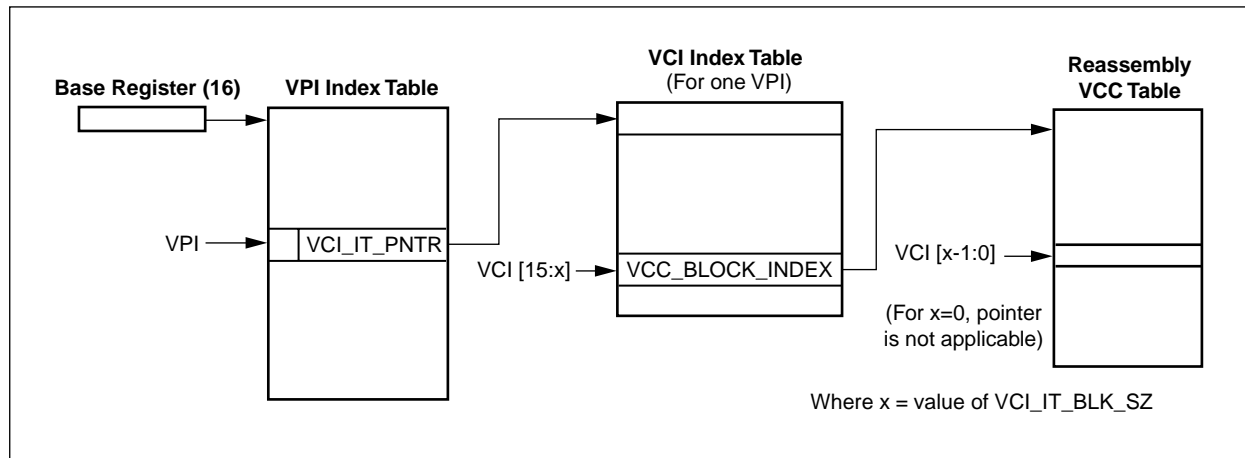 Base Register (16)
VPI Index Table
VCI Index Table
(For one VPI)
Reassembly
VCC Table
VPI
VCI_IT_PNTR
VCI [15:x]
VCC_BLOCK_INDEX
VCI [x-1:0]
(For x=0, pointer
is not applicable)
Where x = value of VCI_IT_BLK_SZ